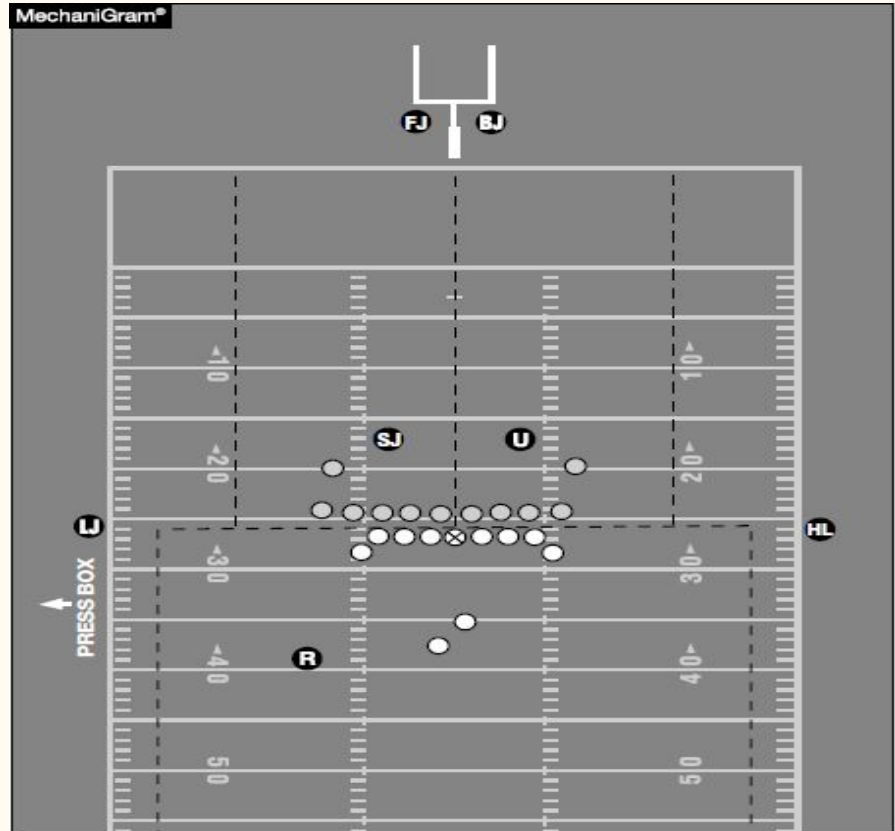 MechaniGram®
FJ BJ
◄10 10►
SJ U
◄20 20►
LJ HL
◄30 30►
PRESS BOX
R
◄40 40►
50 50